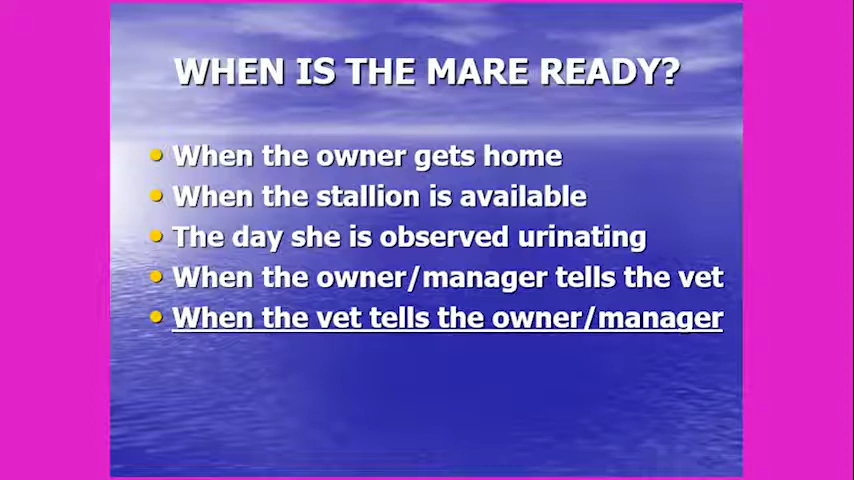 WHEN IS THE MARE READY?
• When the owner gets home
• When the stallion is available
• The day she is observed urinating
• When the owner/manager tells the vet
• When the vet tells the owner/manager